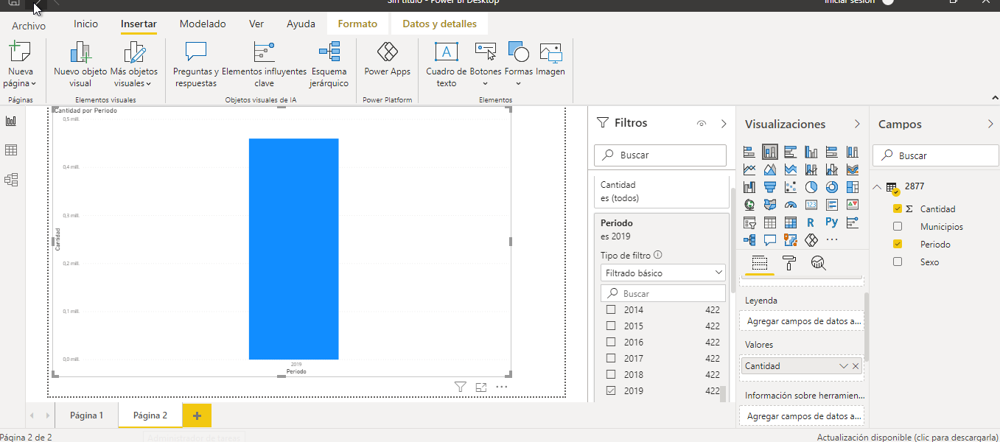 Sin título - Power BI Desktop
Iniciar sesión
Archivo
Inicio
Insertar
Modelado
Ver
Ayuda
Formato
Datos y detalles
Nueva
página
Nuevo objeto
visual
Más objetos
visuales
Preguntas y
respuestas
Elementos influyentes
clave
Esquema
jerárquico
Power Apps
Cuadro de
texto
Botones
Formas
Imagen
Páginas
Elementos visuales
Objetos visuales de IA
Power Platform
Elementos
Cantidad por Periodo
0,5 mill.
0,4 mill.
0,3 mill.
0,2 mill.
0,1 mill.
0,0 mill.
Cantidad
2019
Periodo
Filtros
Buscar
Cantidad
es (todos)
Periodo
es 2019
Tipo de filtro
Filtrado básico
Buscar
2014 422
2015 422
2016 422
2017 422
2018 422
2019 422
Visualizaciones
123
R
Py
Leyenda
Agregar campos de datos a...
Valores
Cantidad
Información sobre herramien...
Agregar campos de datos a...
Campos
Buscar
2877
Σ Cantidad
Municipios
Periodo
Sexo
Página 1
Página 2
Página 2 de 2
Administrador de tareas
Actualización disponible (clic para descargarla)